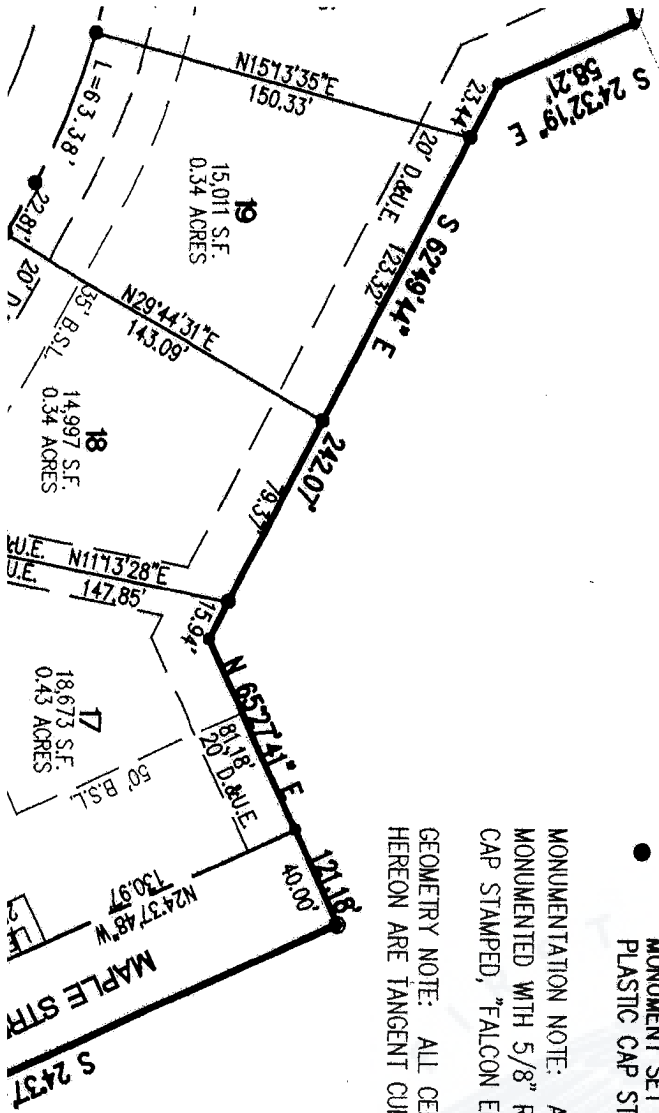 S 24°32'19" E
58.21'
23.44'
N15°13'35"E
150.33'
20' D.&U.E.
123.32'
S 62°49'44" E
242.07'
L=63.38'
22.81'
19
15,011 S.F.
0.34 ACRES
N29°44'31"E
143.09'
35' B.S.L.
20' D.
18
14,997 S.F.
0.34 ACRES
79.37'
N11°13'28"E
147.85'
&U.E.
U.E.
15.94'
N 65°27'41" E
121.18'
81.18'
20' D.&U.E.
40.00'
17
18,673 S.F.
0.43 ACRES
50' B.S.L.
N24°37'48"W
130.97
MAPLE STR
S 24°37'
MONUMENT SET
PLASTIC CAP ST
MONUMENTATION NOTE: A
MONUMENTED WITH 5/8" R
CAP STAMPED, "FALCON E
GEOMETRY NOTE: ALL CE
HEREON ARE TANGENT CU